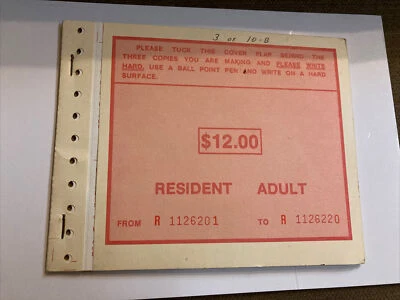 3 of 10-8
PLEASE TUCK THIS COVER FLAP BEHIND THE
THREE COPIES YOU ARE MAKING AND PLEASE WRITE
HARD, USE A BALL POINT PEN AND WRITE ON A HARD
SURFACE.
$12.00
RESIDENT ADULT
FROM R 1126201 TO R 1126220